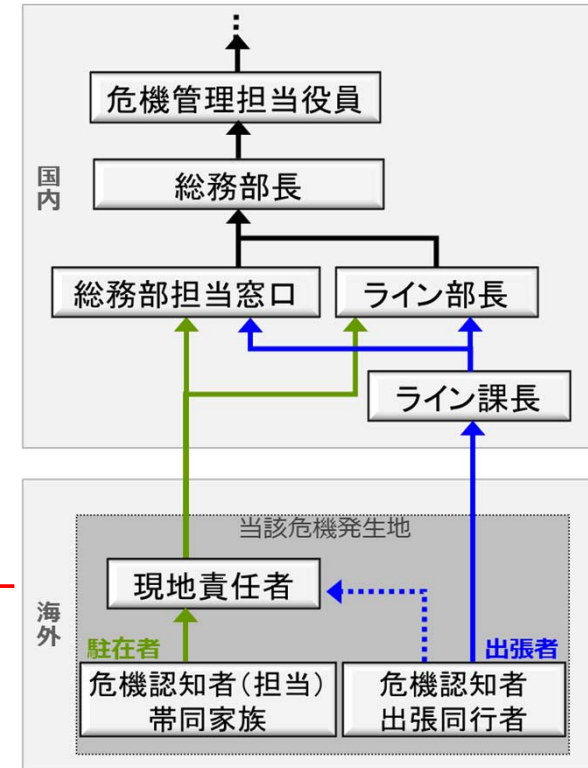 危機管理担当役員
総務部長
国内
総務部担当窓口
ライン部長
ライン課長
当該危機発生地
現地責任者
海外
駐在者
出張者
危機認知者(担当)
帯同家族
危機認知者
出張同行者